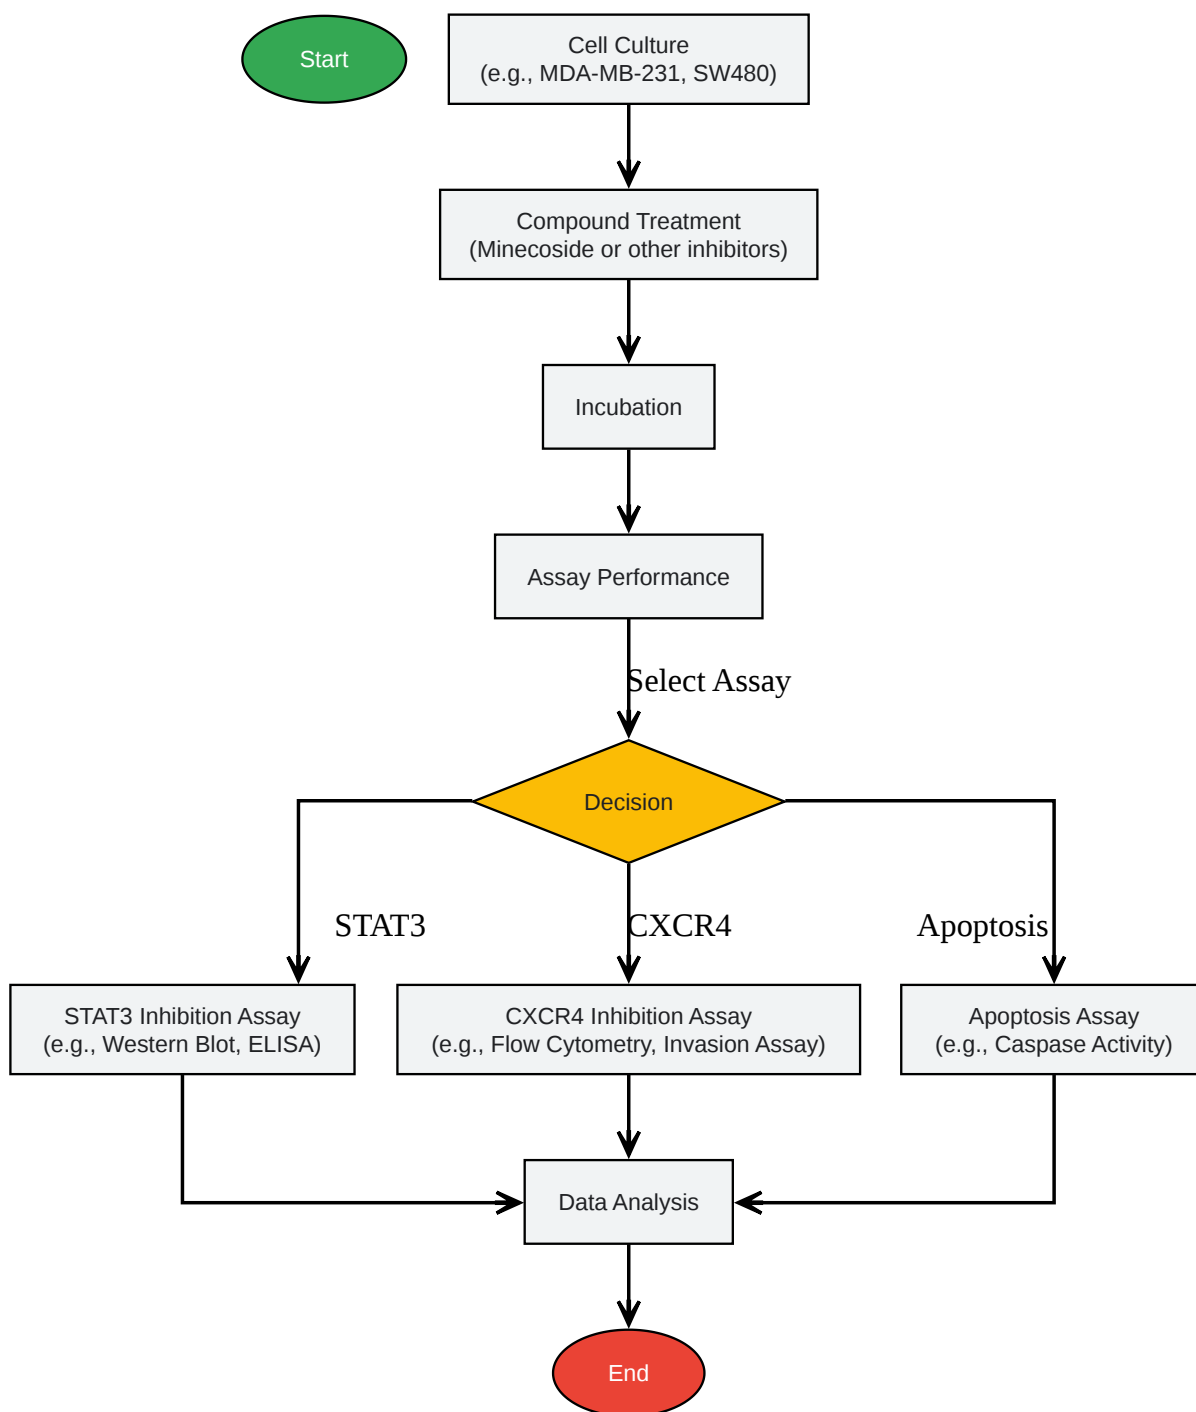 Start
Cell Culture
(e.g., MDA-MB-231, SW480)
Compound Treatment
(Minecoside or other inhibitors)
Incubation
Assay Performance
Select Assay
Decision
STAT3
CXCR4
Apoptosis
STAT3 Inhibition Assay
(e.g., Western Blot, ELISA)
CXCR4 Inhibition Assay
(e.g., Flow Cytometry, Invasion Assay)
Apoptosis Assay
(e.g., Caspase Activity)
Data Analysis
End